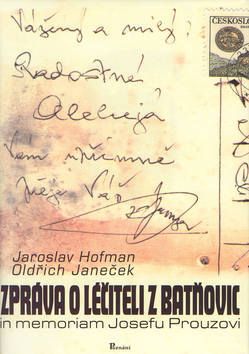 Vážený a milý!
ČESKOSLOVE
Radostné
Aleluja
Vám upřímně
přeje Váš
Jaroslav Hofman
Oldřich Janeček
ZPRÁVA O LÉČITELI Z BATŇOVIC
in memoriam Josefu Prouzovi
Poznání